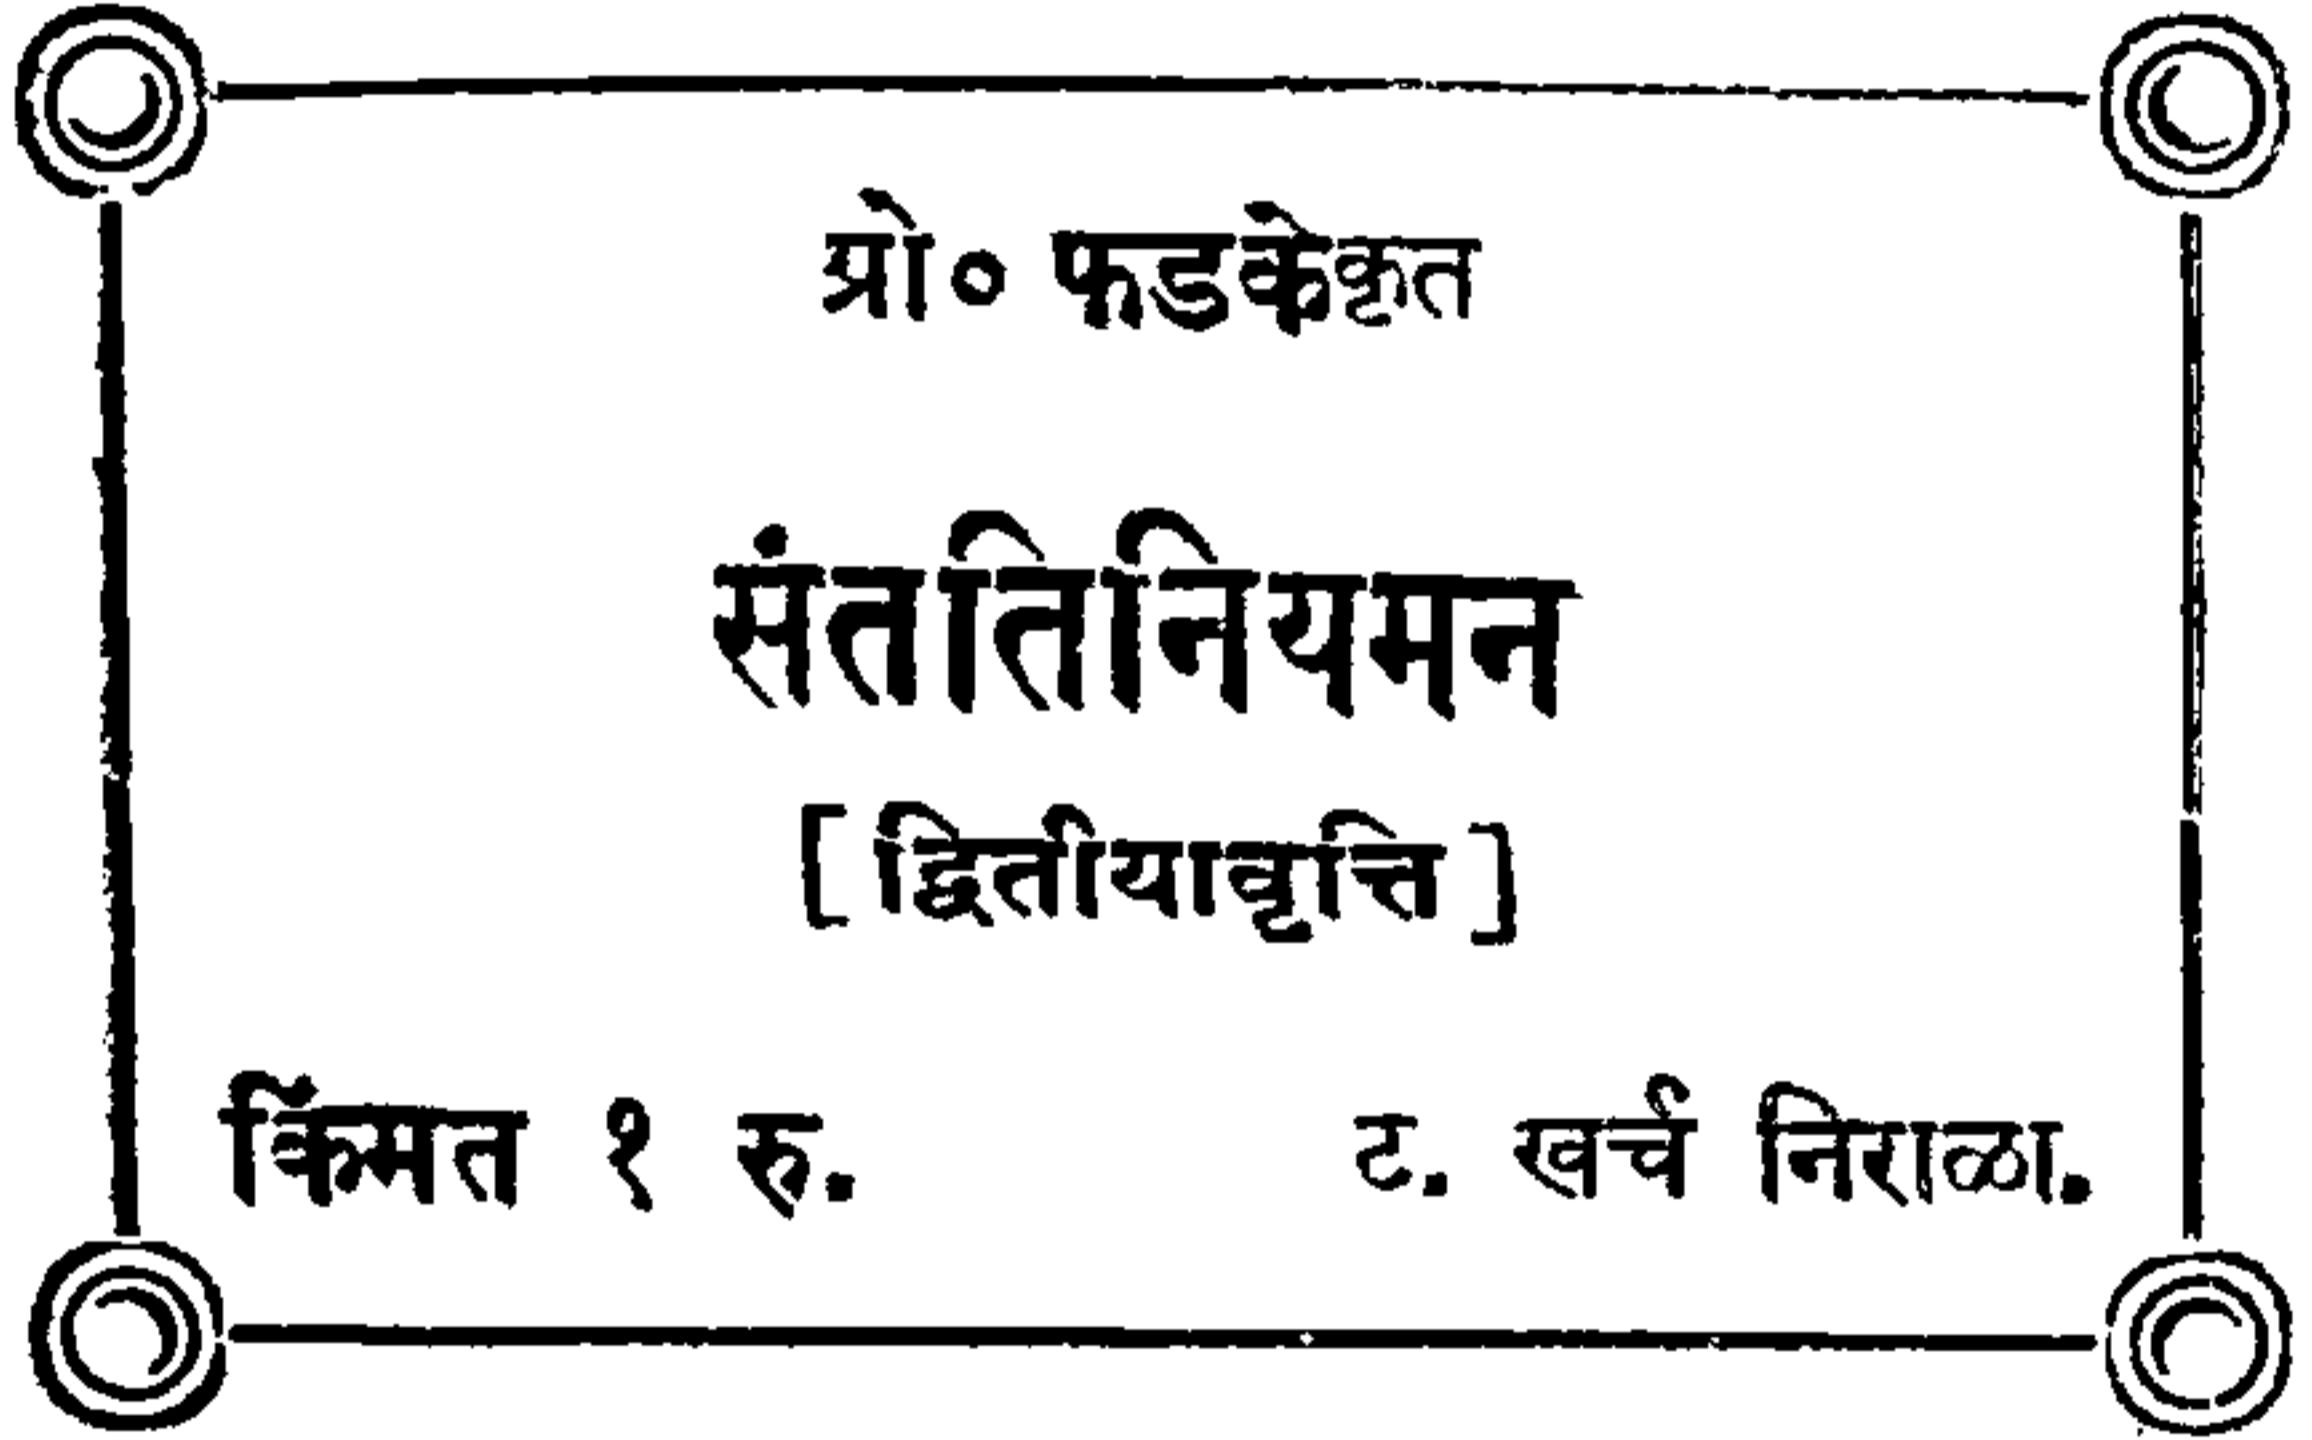 प्रो० फडकेकृत
संततिनियमन
[ द्वितीयावृत्ति ]
किंमत १ रु. ट. खर्च निराळा.